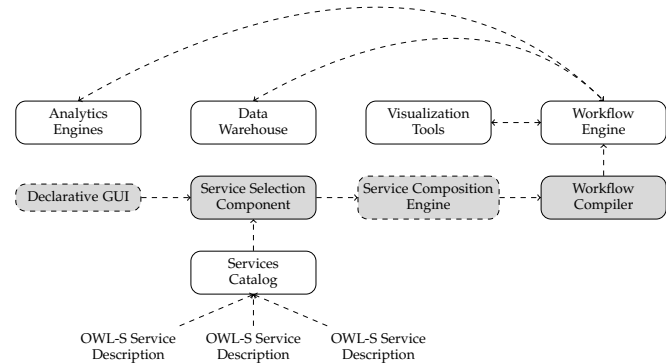 Analytics
Engines
Data
Warehouse
Visualization
Tools
Workflow
Engine
Declarative GUI
Service Selection
Component
Service Composition
Engine
Workflow
Compiler
Services
Catalog
OWL-S Service
Description
OWL-S Service
Description
OWL-S Service
Description